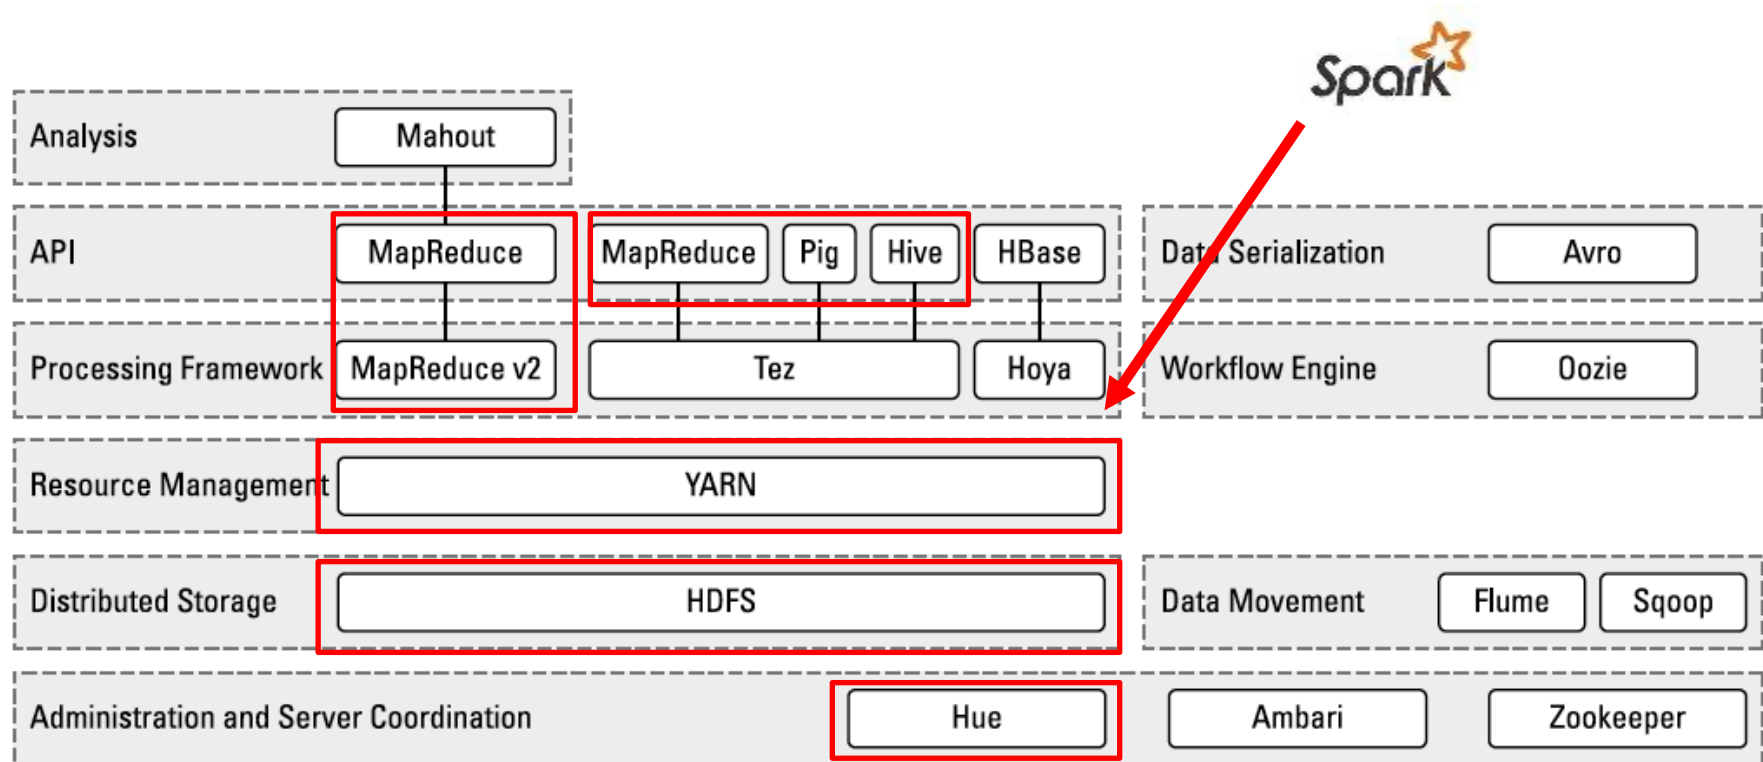 Spark
Analysis Mahout
API MapReduce MapReduce Pig Hive HBase Data Serialization Avro
Processing Framework MapReduce v2 Tez Hoya Workflow Engine Oozie
Resource Management YARN
Distributed Storage HDFS Data Movement Flume Sqoop
Administration and Server Coordination Hue Ambari Zookeeper